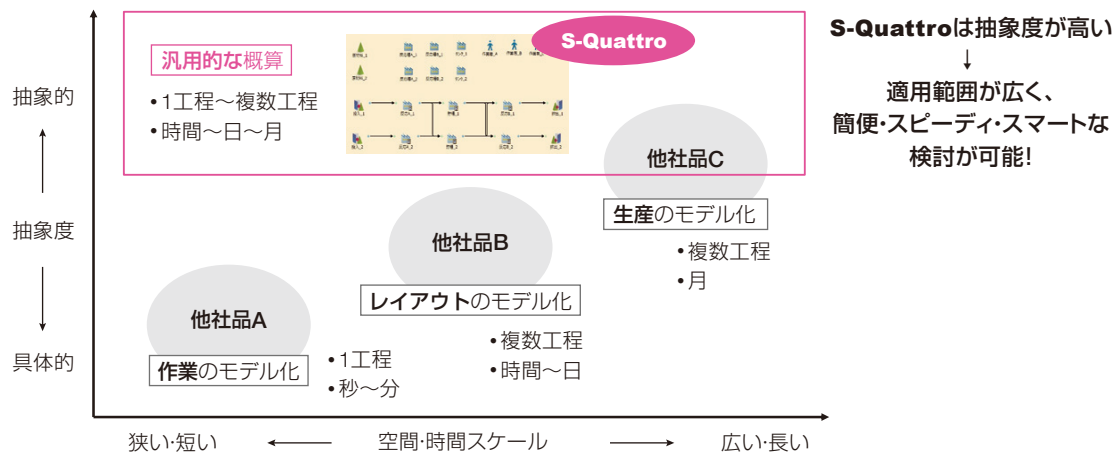 S-Quattro
汎用的な概算
•1工程〜複数工程
•時間〜日〜月
S-Quattroは抽象度が高い
↓
適用範囲が広く、
簡便・スピーディ・スマートな
検討が可能!
抽象的
抽象度
具体的
他社品C
生産のモデル化
•複数工程
•月
他社品B
レイアウトのモデル化
•複数工程
•時間〜日
他社品A
作業のモデル化
•1工程
•秒〜分
狭い・短い
空間・時間スケール
広い・長い